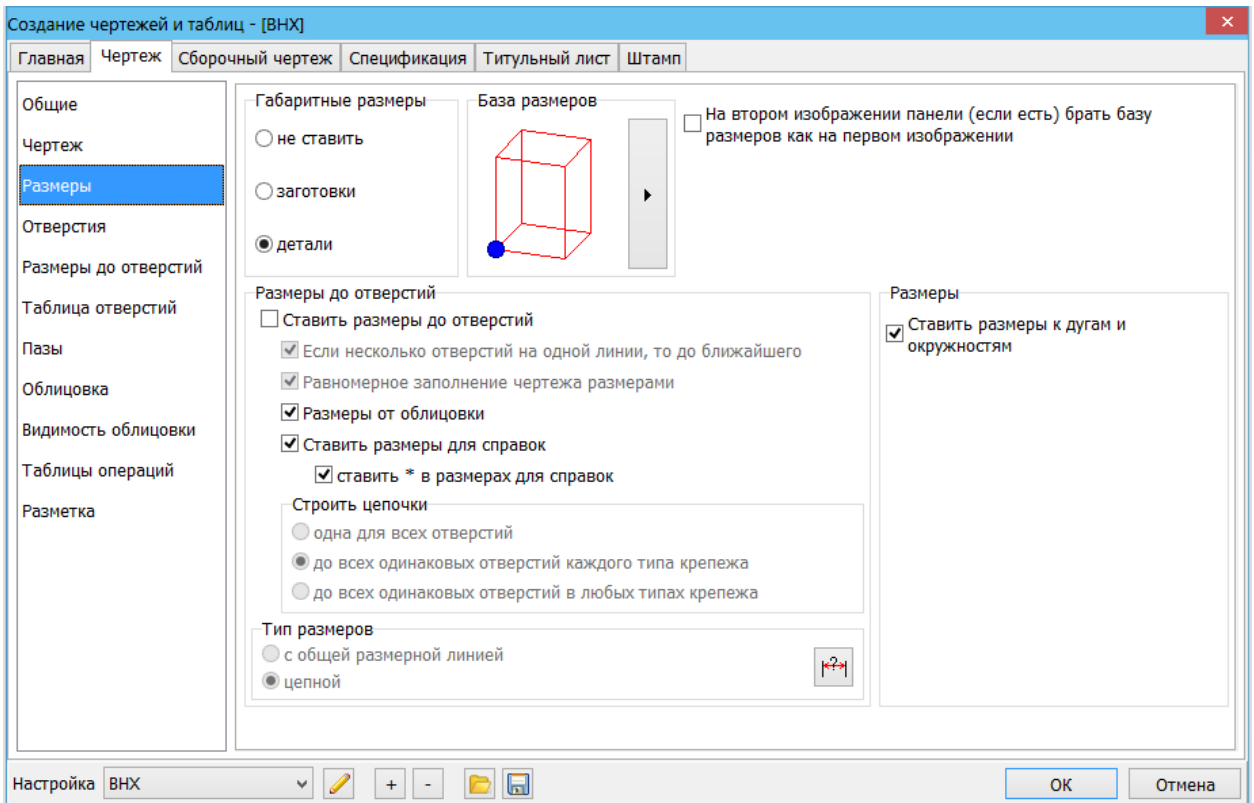 Создание чертежей и таблиц - [BHX]
Главная Чертеж Сборочный чертеж Спецификация Титульный лист Штамп
Общие
Чертеж
Размеры
Отверстия
Размеры до отверстий
Таблица отверстий
Пазы
Облицовка
Видимость облицовки
Таблицы операций
Разметка
Габаритные размеры
не ставить
заготовки
детали
База размеров
На втором изображении панели (если есть) брать базу
размеров как на первом изображении
Размеры до отверстий
Ставить размеры до отверстий
Если несколько отверстий на одной линии, то до ближайшего
Равномерное заполнение чертежа размерами
Размеры от облицовки
Ставить размеры для справок
ставить * в размерах для справок
Строить цепочки
одна для всех отверстий
до всех одинаковых отверстий каждого типа крепежа
до всех одинаковых отверстий в любых типах крепежа
Тип размеров
с общей размерной линией
цепной
?
Размеры
Ставить размеры к дугам и
окружностям
Настройка BHX + - ОК Отмена